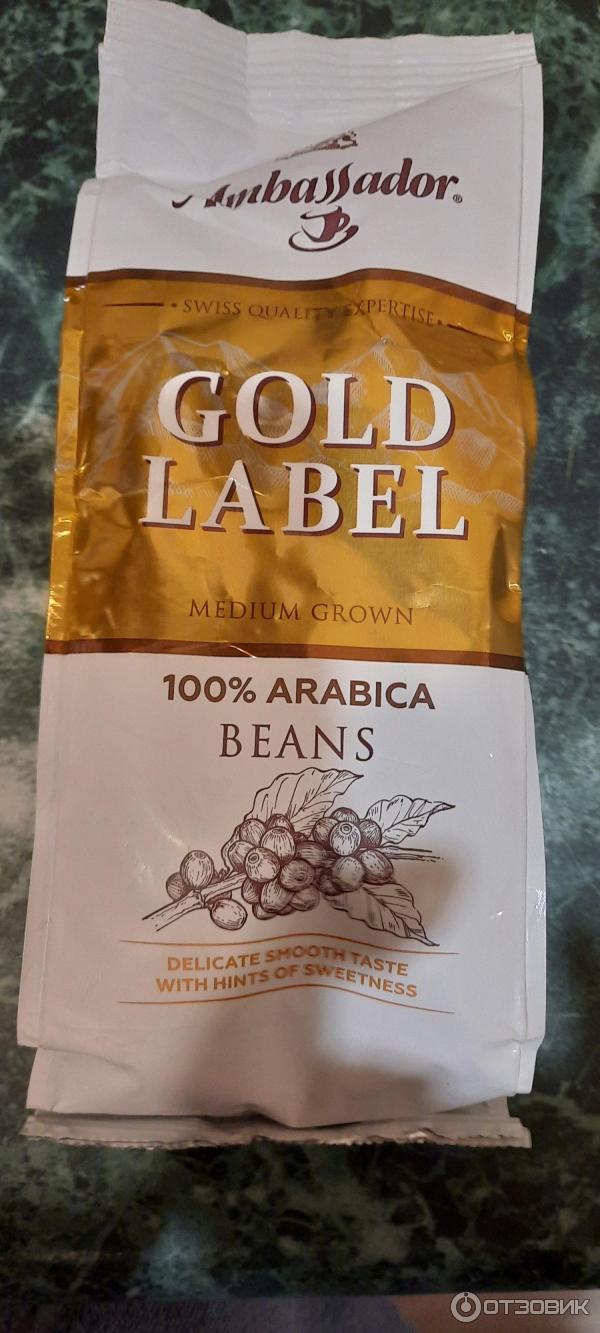 Ambassador®
• SWISS QUALITY EXPERTISE •
GOLD
LABEL
MEDIUM GROWN
100% ARABICA
BEANS
DELICATE SMOOTH TASTE
WITH HINTS OF SWEETNESS
ОТЗОВИК